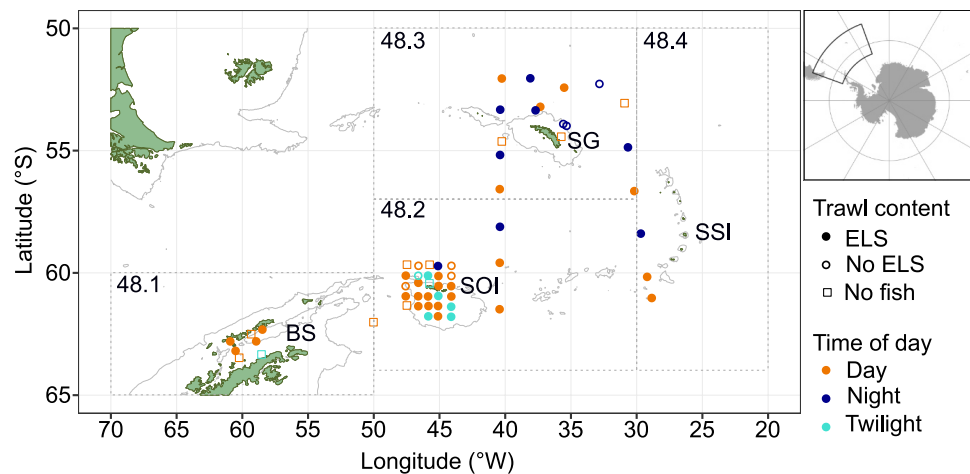 50
48.3
48.4
SG
55
48.2
SSI
60
48.1
SOI
BS
65
Latitude (°S)
70 65 60 55 50 45 40 35 30 25 20
Longitude (°W)
Trawl content
ELS
No ELS
No fish
Time of day
Day
Night
Twilight